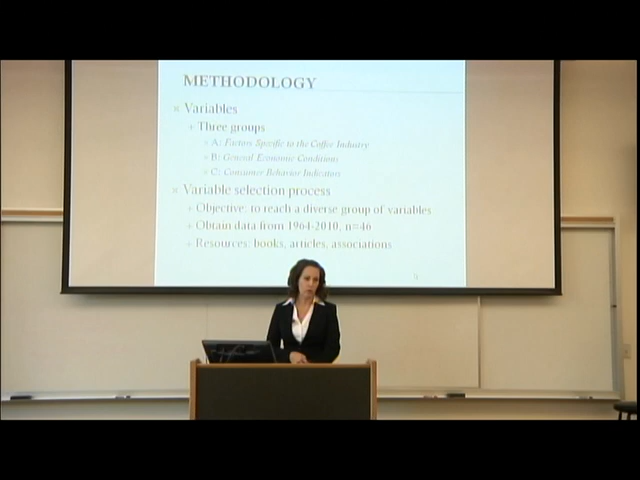 METHODOLOGY
Variables
Three groups
A: Factors Specific to the Coffee Industry
B: General Economic Conditions
C: Consumer Behavior Indicators
Variable selection process
Objective: to reach a diverse group of variables
Obtain data from 1964-2010, n=46
Resources: books, articles, associations